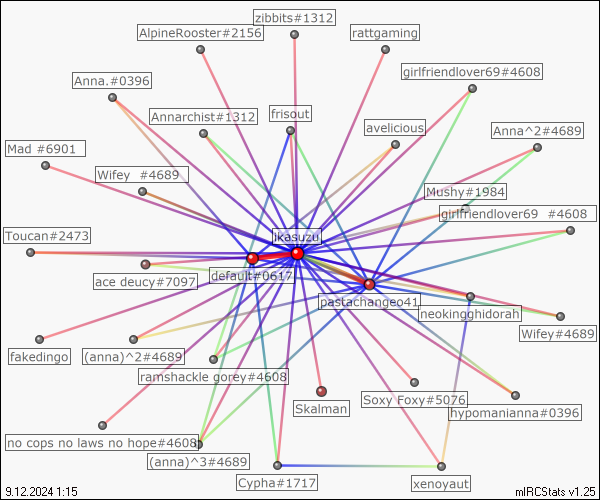 zibbits#1312
AlpineRooster#2156
rattgaming
girlfriendlover69#4608
Anna.#0396
Annarchist#1312
frisout
avelicious
Anna^2#4689
Mad #6901
Wifey  #4689
Mushy#1984
girlfriendlover69  #4608
Toucan#2473
ikasuzu
ace deucy#7097
default#0617
pastachangeo41
neokingghidorah
Wifey#4689
fakedingo
(anna)^2#4689
ramshackle gorey#4608
Skalman
Soxy Foxy#5076
hypomanianna#0396
no cops no laws no hope#4608
(anna)^3#4689
Cypha#1717
xenoyaut
9.12.2024 1:15
mIRCStats v1.25